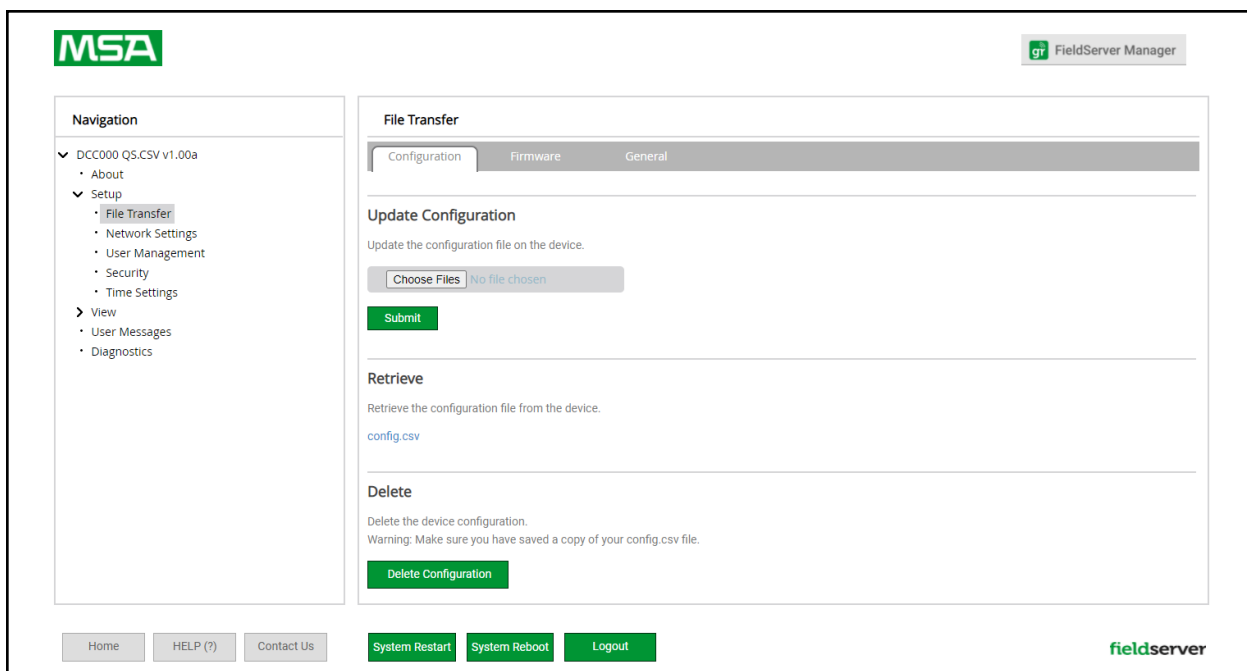 MSA
FieldServer Manager
Navigation
DCC000 QS.CSV v1.00a
About
Setup
File Transfer
Network Settings
User Management
Security
Time Settings
View
User Messages
Diagnostics
File Transfer
Configuration Firmware General
Update Configuration
Update the configuration file on the device.
Choose Files No file chosen
Submit
Retrieve
Retrieve the configuration file from the device.
config.csv
Delete
Delete the device configuration.
Warning: Make sure you have saved a copy of your config.csv file.
Delete Configuration
Home HELP (?) Contact Us System Restart System Reboot Logout
fieldserver